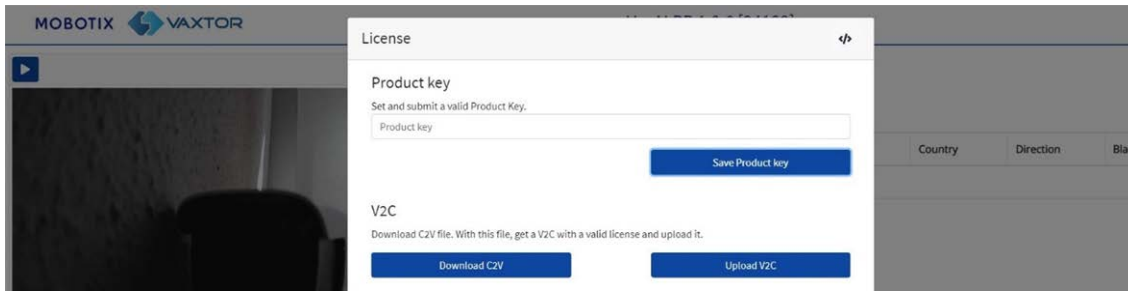 MOBOTIX VAXTOR
License
</>
Product key
Set and submit a valid Product Key.
Product key
Save Product key
Country Direction Bla
V2C
Download C2V file. With this file, get a V2C with a valid license and upload it.
Download C2V Upload V2C